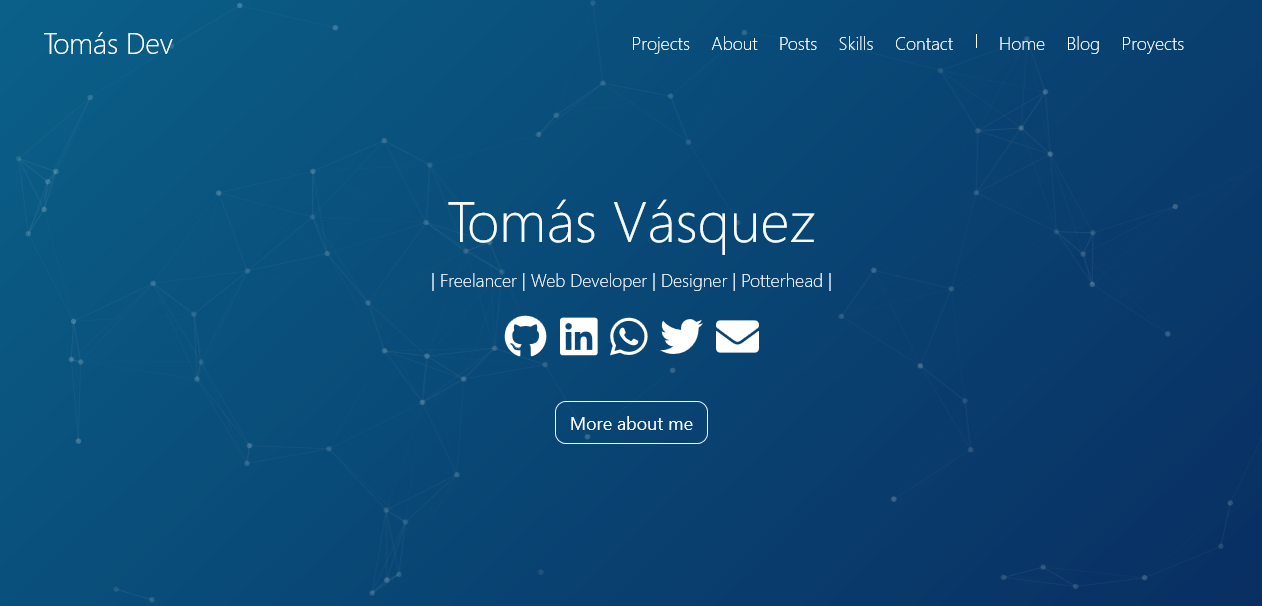 Tomás Dev
Projects About Posts Skills Contact | Home Blog Proyects
Tomás Vásquez
| Freelancer | Web Developer | Designer | Potterhead |
in
More about me